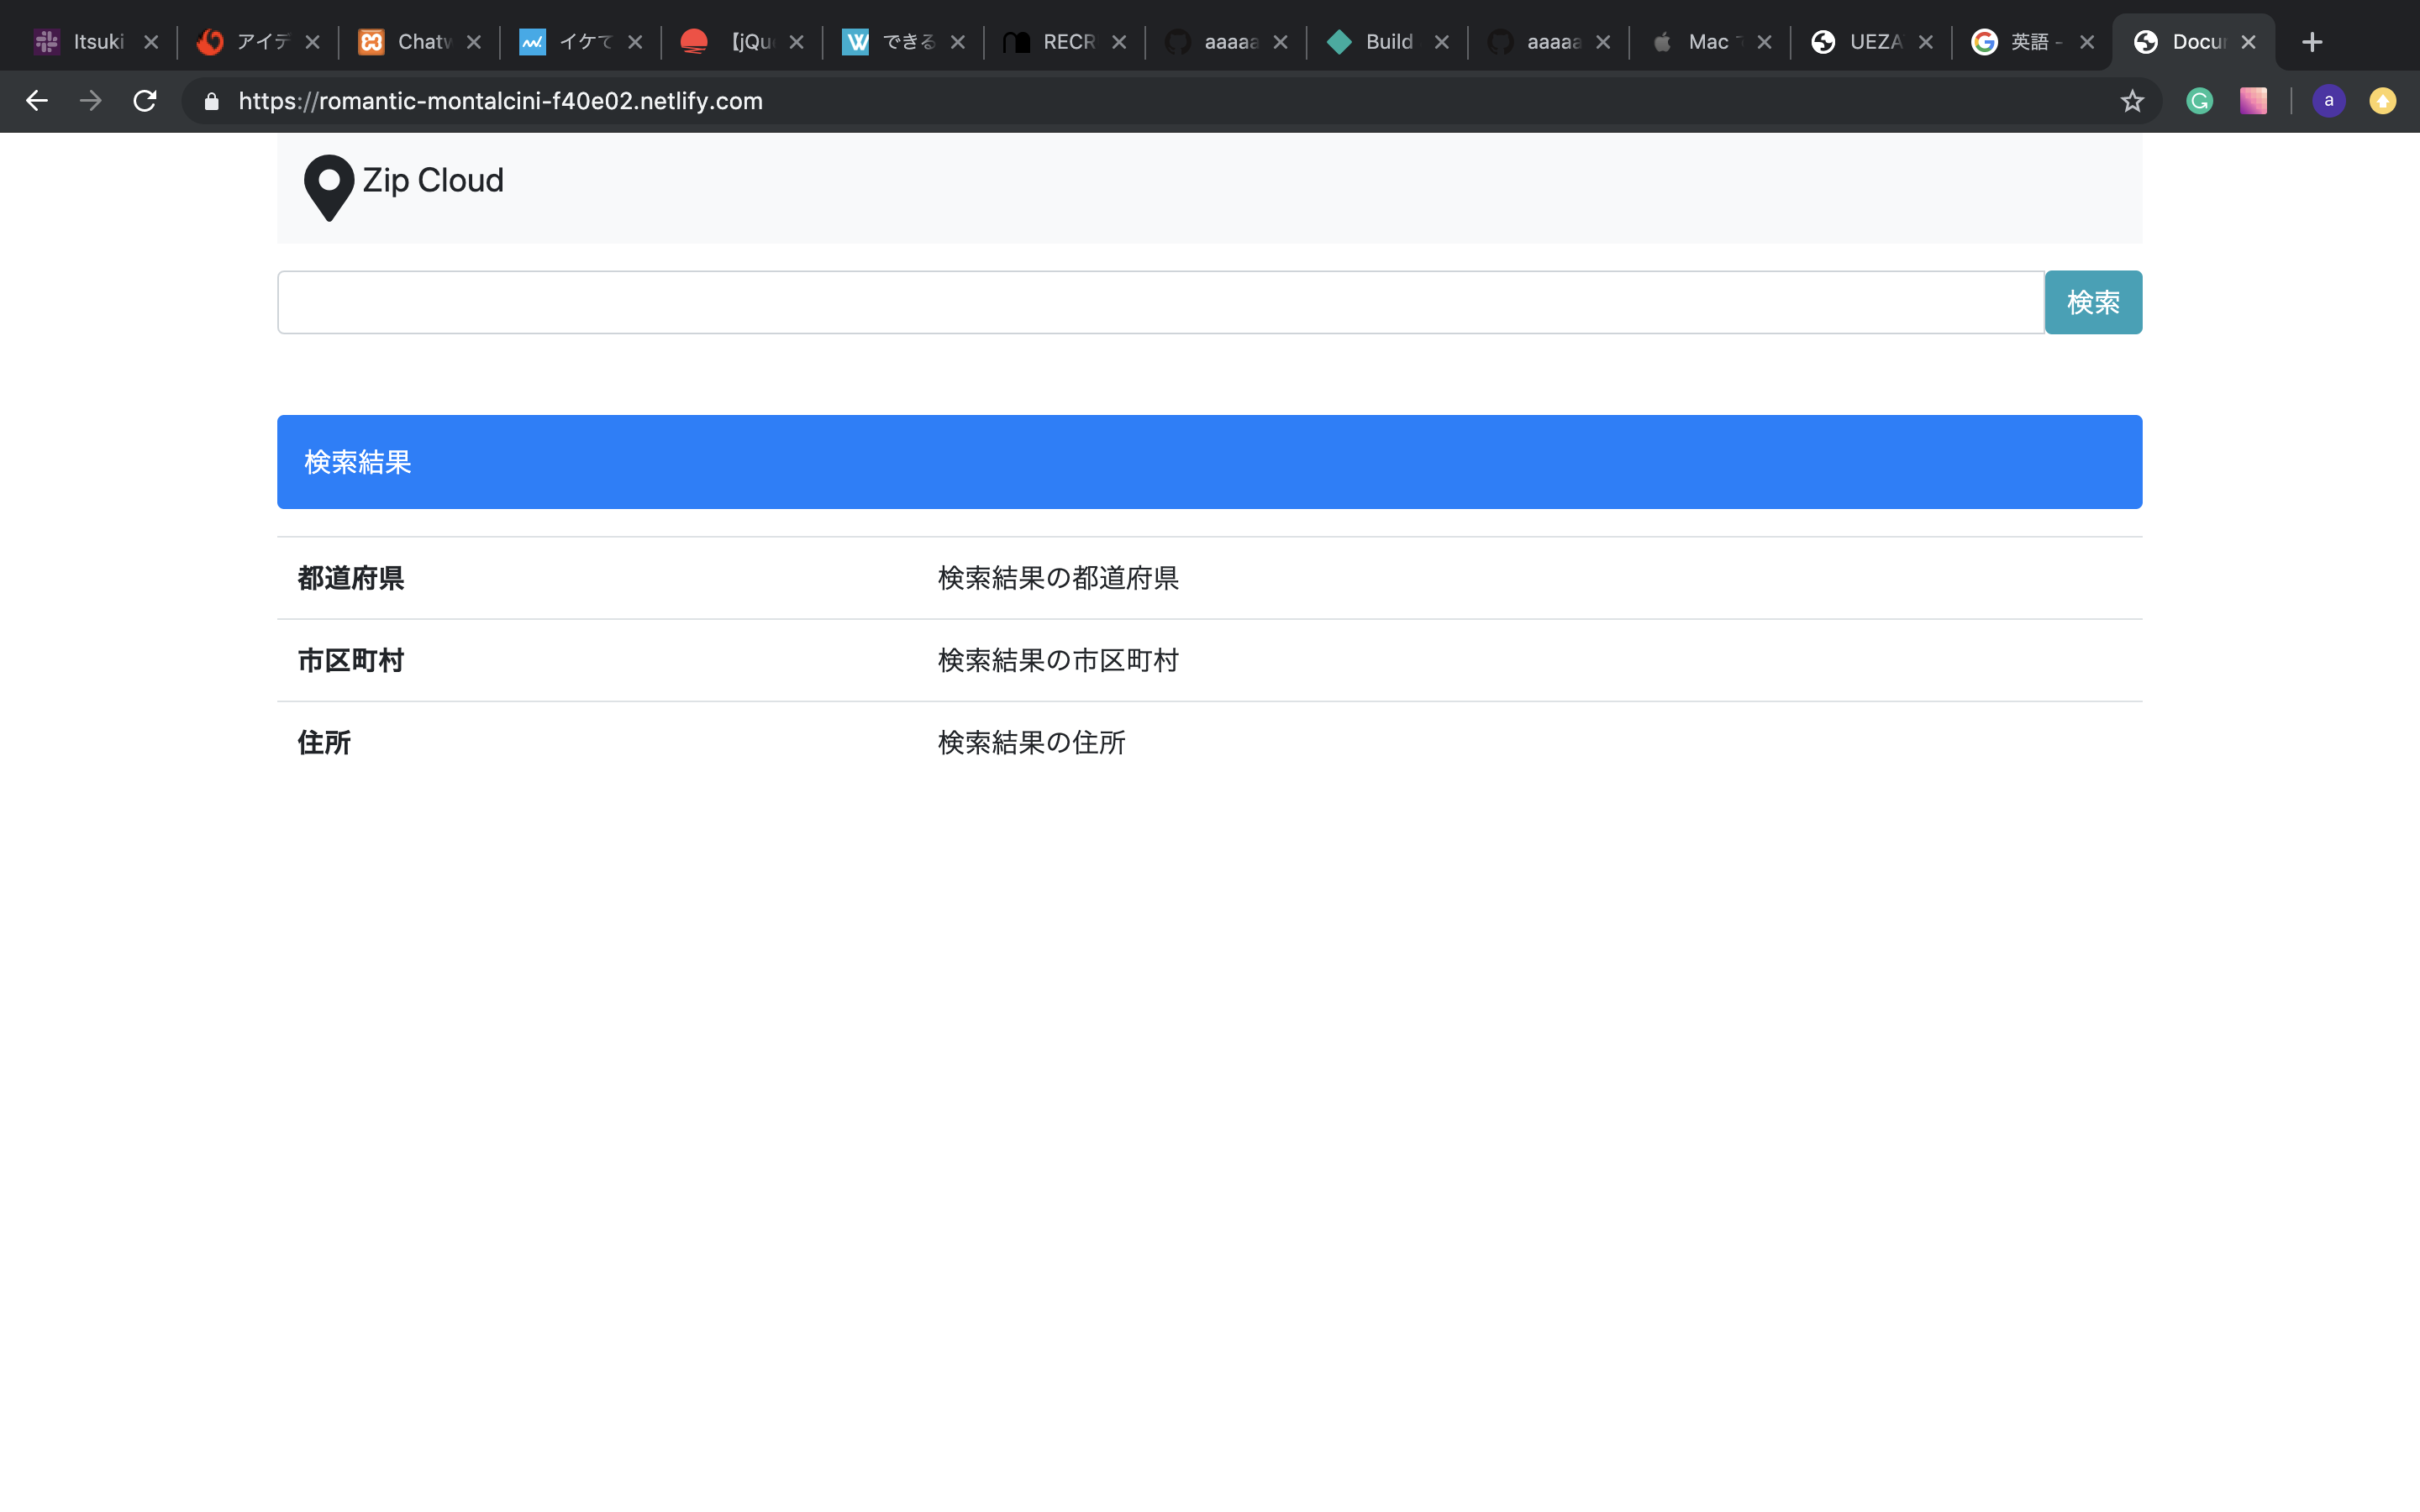 Itsuki
アイデ
Chatw
イケて
【jQu
できる
RECR
aaaaa
Build
aaaaa
Mac
UEZA
英語 -
Docu
https://romantic-montalcini-f40e02.netlify.com
a
Zip Cloud
検索
検索結果
都道府県 検索結果の都道府県
市区町村 検索結果の市区町村
住所 検索結果の住所